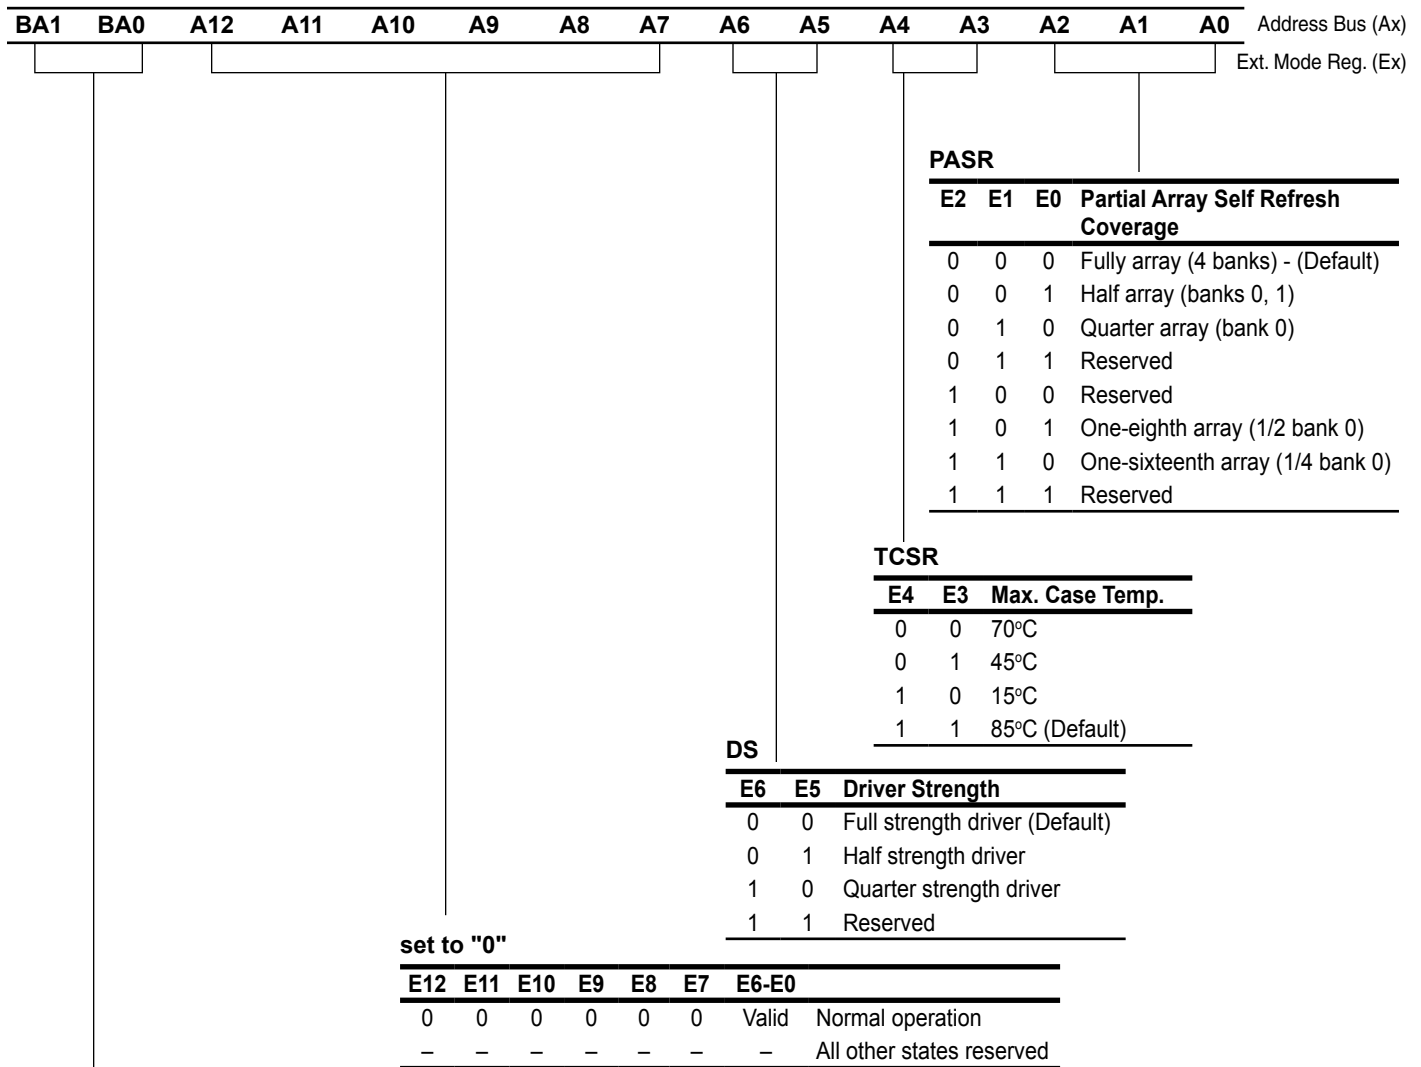 BA1 BA0 A12 A11 A10 A9 A8 A7 A6 A5 A4 A3 A2 A1 A0 Address Bus (Ax)
Ext. Mode Reg. (Ex)
PASR
E2 E1 E0 Partial Array Self Refresh
Coverage
0 0 0 Fully array (4 banks) - (Default)
0 0 1 Half array (banks 0, 1)
0 1 0 Quarter array (bank 0)
0 1 1 Reserved
1 0 0 Reserved
1 0 1 One-eighth array (1/2 bank 0)
1 1 0 One-sixteenth array (1/4 bank 0)
1 1 1 Reserved
TCSR
E4 E3 Max. Case Temp.
0 0 70°C
0 1 45°C
1 0 15°C
1 1 85°C (Default)
DS
E6 E5 Driver Strength
0 0 Full strength driver (Default)
0 1 Half strength driver
1 0 Quarter strength driver
1 1 Reserved
set to "0"
E12 E11 E10 E9 E8 E7 E6-E0
0 0 0 0 0 0 Valid Normal operation
– – – – – – – All other states reserved